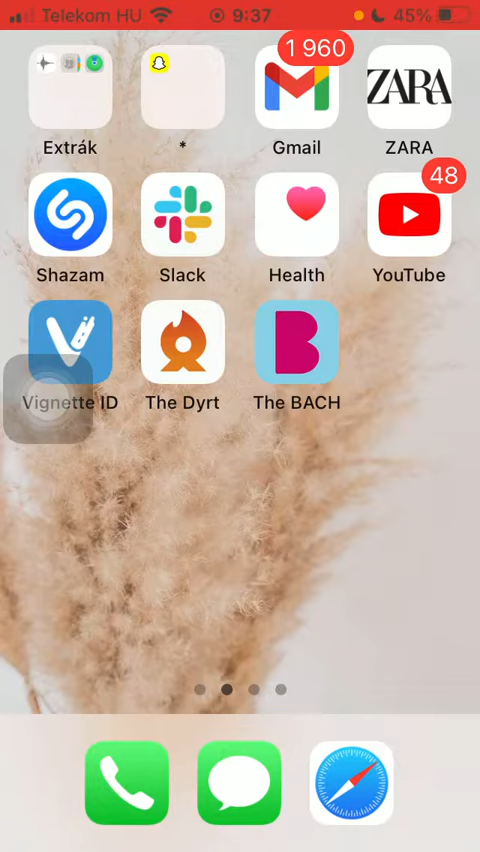 Telekom HU 9:37 45%
1 960
ZARA
Extrák * Gmail ZARA
48
Shazam Slack Health YouTube
Vignette ID The Dyrt The BACH